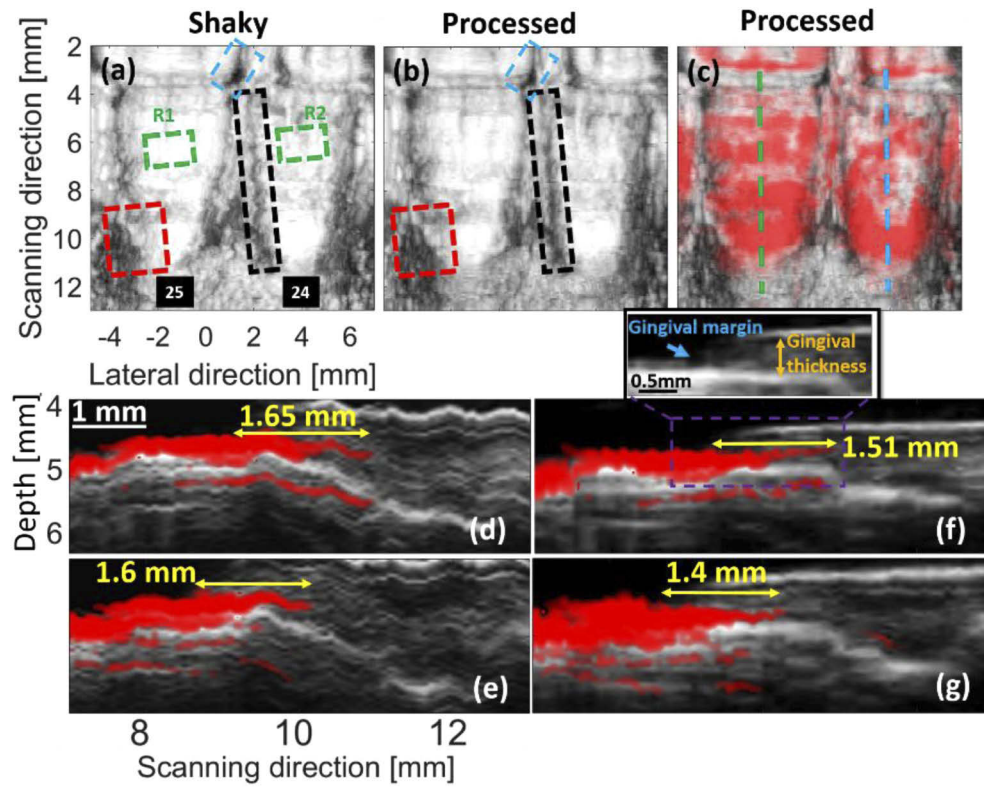 Shaky
Processed
Processed
Scanning direction [mm]
2
4
6
8
10
12
(a)
R1
R2
25
24
(b)
(c)
-4
-2
0
2
4
6
Lateral direction [mm]
Gingival margin
Gingival
thickness
0.5mm
Depth [mm]
4
5
6
1 mm
1.65 mm
(d)
1.51 mm
(f)
1.6 mm
(e)
1.4 mm
(g)
8
10
12
Scanning direction [mm]